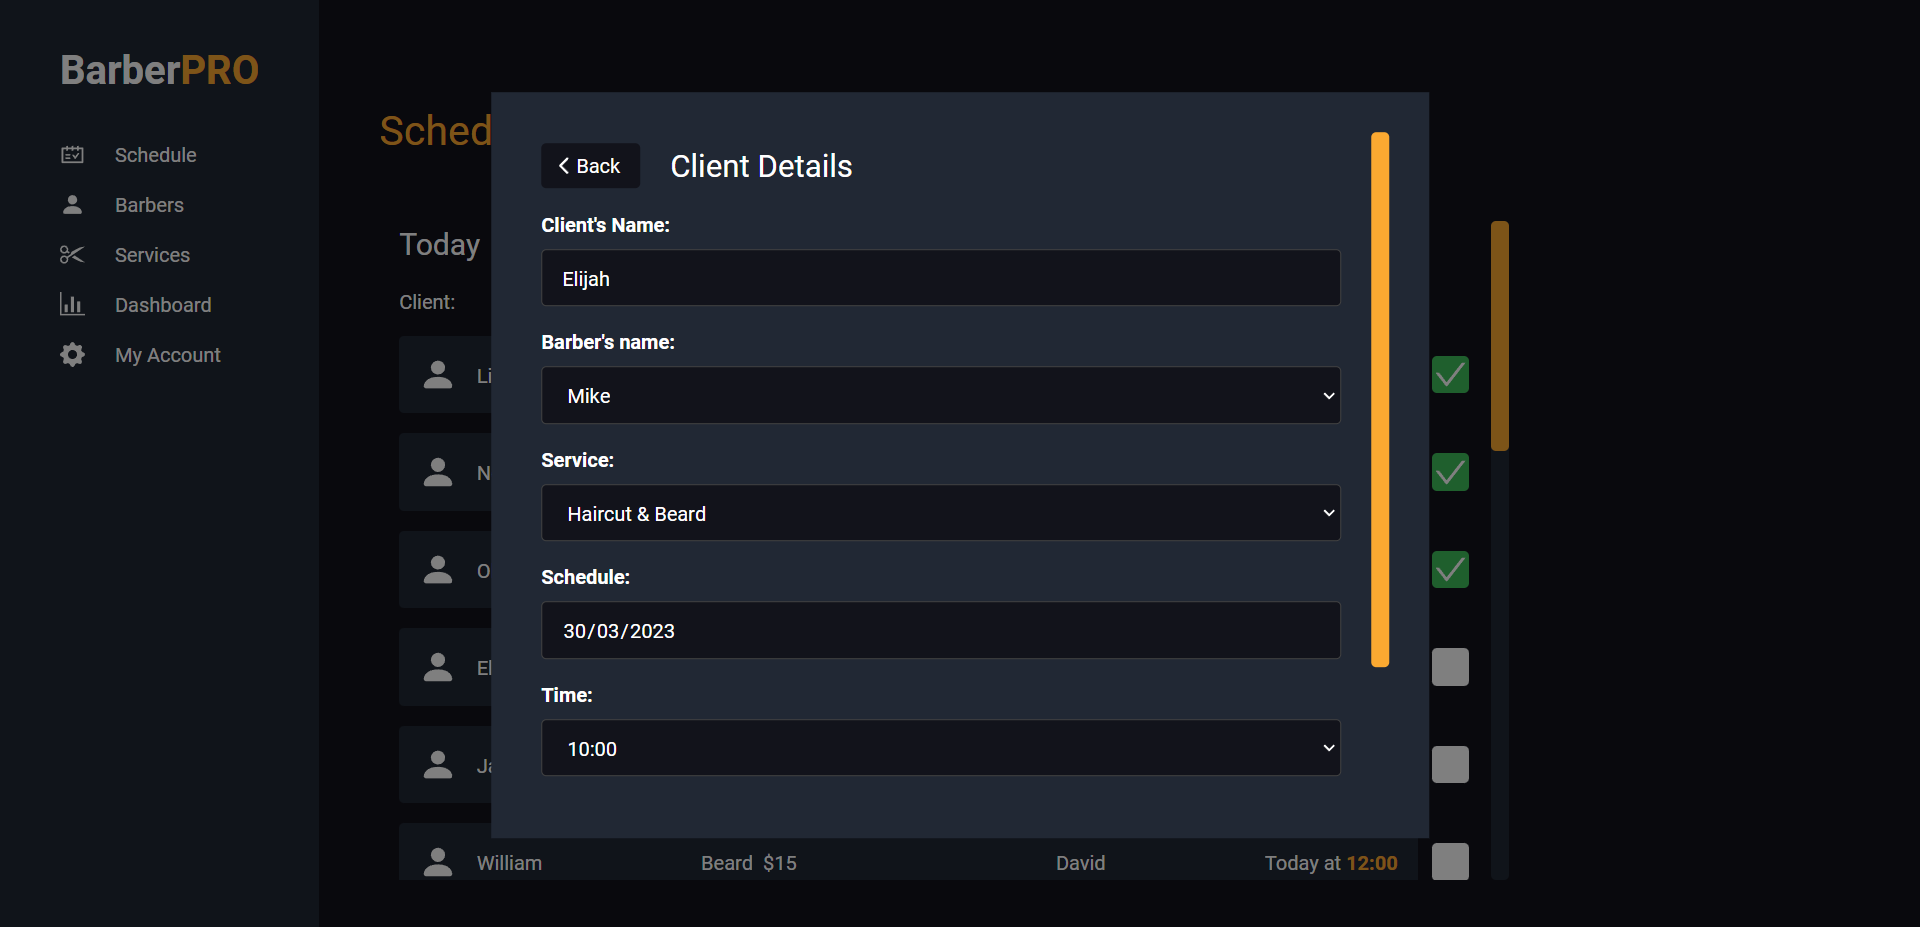 BarberPRO
Schedule
Barbers
Services
Dashboard
My Account
Sched
Today
Client:
Li
N
O
El
Ja
William Beard $15 David Today at 12:00
Back
Client Details
Client's Name:
Elijah
Barber's name:
Mike
Service:
Haircut & Beard
Schedule:
30/03/2023
Time:
10:00